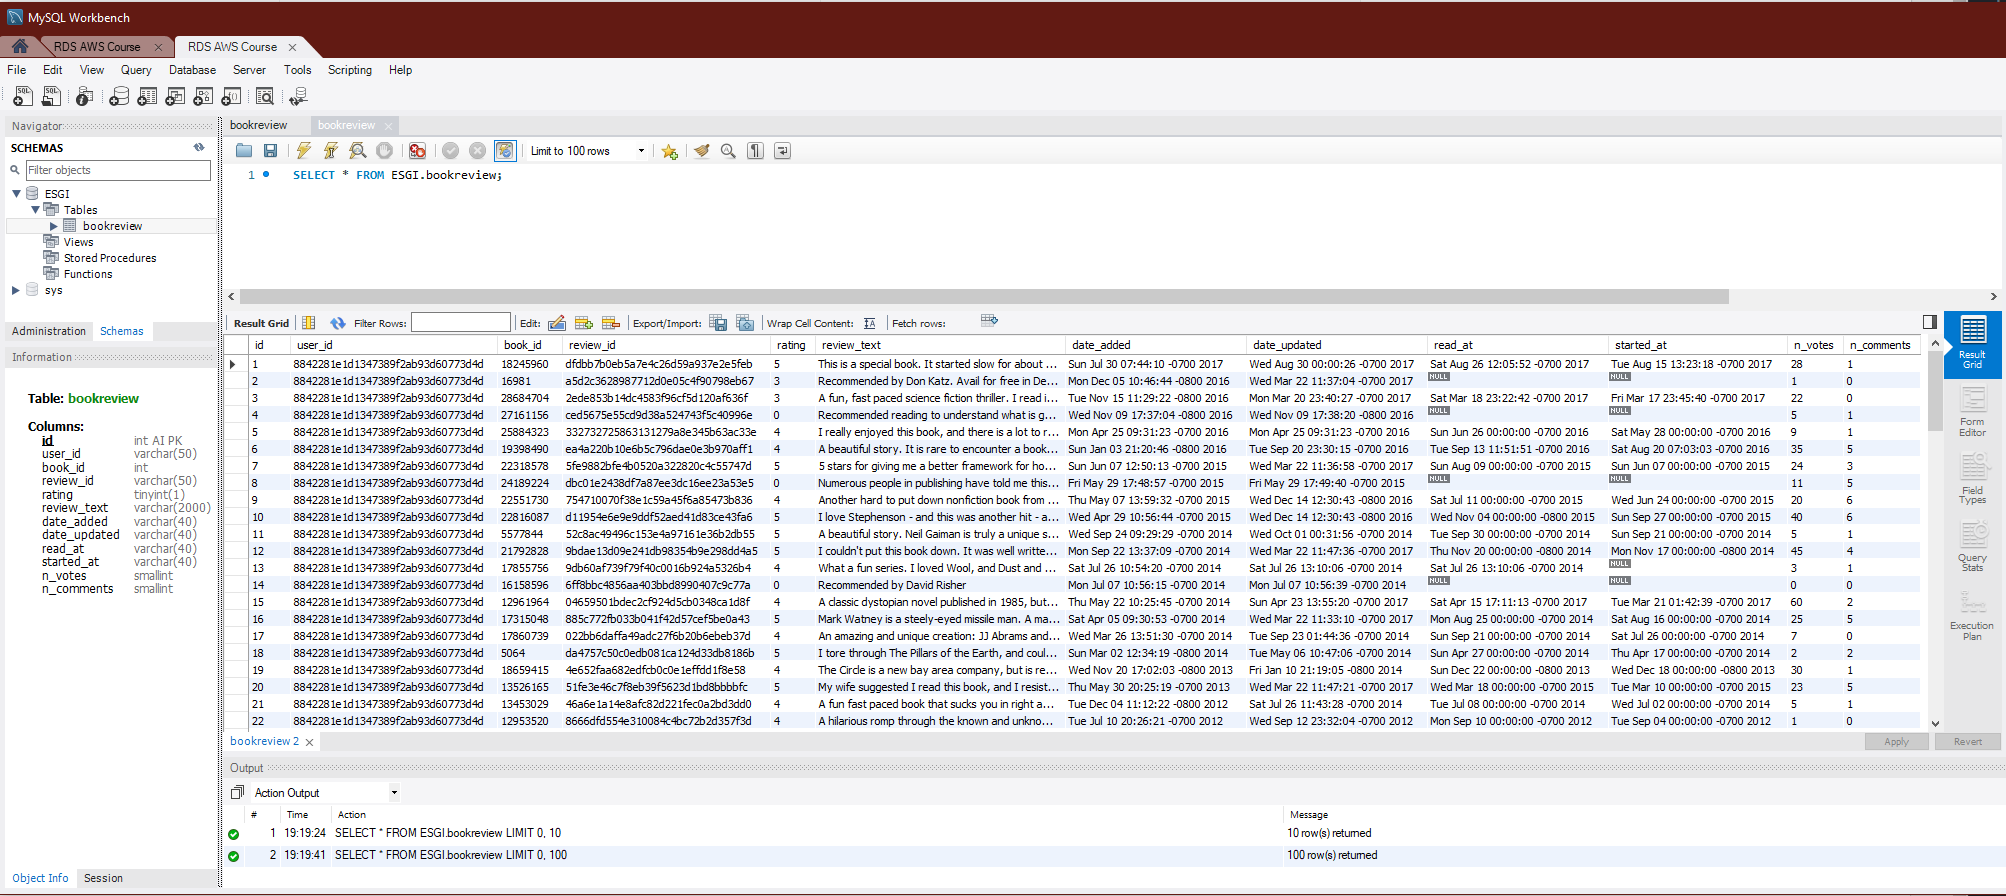 MySQL Workbench
RDS AWS Course
RDS AWS Course
File Edit View Query Database Server Tools Scripting Help
Navigator
SCHEMAS
Filter objects
ESGI
Tables
bookreview
Views
Stored Procedures
Functions
sys
Administration Schemas
Information
Table: bookreview
Columns:
id int AI PK
user_id varchar(50)
book_id int
review_id varchar(50)
rating tinyint(1)
review_text varchar(2000)
date_added varchar(40)
date_updated varchar(40)
read_at varchar(40)
started_at varchar(40)
n_votes smallint
n_comments smallint
Object Info Session
bookreview bookreview
Limit to 100 rows
1 SELECT * FROM ESGI.bookreview;
Result Grid Filter Rows: Edit: Export/Import: Wrap Cell Content: Fetch rows:
id user_id book_id review_id rating review_text date_added date_updated read_at started_at n_votes n_comments
1 8842281e1d1347389f2ab93d60773d4d 18245960 dfdbb7b0eb5a7e4c26d59a937e2e5feb 5 This is a special book. It started slow for about ... Sun Jul 30 07:44:10 -0700 2017 Wed Aug 30 00:00:26 -0700 2017 Sat Aug 26 12:05:52 -0700 2017 Tue Aug 15 13:23:18 -0700 2017 28 1
2 8842281e1d1347389f2ab93d60773d4d 16981 a5d2c3628987712d0e05c4f90798eb67 3 Recommended by Don Katz. Avail for free in De... Mon Dec 05 10:46:44 -0800 2016 Wed Mar 22 11:37:04 -0700 2017 NULL NULL 1 0
3 8842281e1d1347389f2ab93d60773d4d 28684704 2ede853b14dc4583f96cf5d120af636f 3 A fun, fast paced science fiction thriller. I read i... Tue Nov 15 11:29:22 -0800 2016 Mon Mar 20 23:40:27 -0700 2017 Sat Mar 18 23:22:42 -0700 2017 Fri Mar 17 23:45:40 -0700 2017 22 0
4 8842281e1d1347389f2ab93d60773d4d 27161156 ced5675e55cd9d38a524743f5c40996e 0 Recommended reading to understand what is g... Wed Nov 09 17:37:04 -0800 2016 Wed Nov 09 17:38:20 -0800 2016 NULL NULL 5 1
5 8842281e1d1347389f2ab93d60773d4d 25884323 332732725863131279a8e345b63ac33e 4 I really enjoyed this book, and there is a lot to r... Mon Apr 25 09:31:23 -0700 2016 Mon Apr 25 09:31:23 -0700 2016 Sun Jun 26 00:00:00 -0700 2016 Sat May 28 00:00:00 -0700 2016 9 1
6 8842281e1d1347389f2ab93d60773d4d 19398490 ea4a220b10e6b5c796dae0e3b970aff1 4 A beautiful story. It is rare to encounter a book... Sun Jan 03 21:20:46 -0800 2016 Tue Sep 20 23:30:15 -0700 2016 Tue Sep 13 11:51:51 -0700 2016 Sat Aug 20 07:03:03 -0700 2016 35 5
7 8842281e1d1347389f2ab93d60773d4d 22318578 5fe9882bfe4b0520a322820c4c55747d 5 5 stars for giving me a better framework for ho... Sun Jun 07 12:50:13 -0700 2015 Wed Mar 22 11:36:58 -0700 2017 Sun Aug 09 00:00:00 -0700 2015 Sun Jun 07 00:00:00 -0700 2015 24 3
8 8842281e1d1347389f2ab93d60773d4d 24189224 dbc01e2438df7a87ee3dc16ee23a53e5 0 Numerous people in publishing have told me this... Fri May 29 17:48:57 -0700 2015 Fri May 29 17:49:40 -0700 2015 NULL NULL 11 5
9 8842281e1d1347389f2ab93d60773d4d 22551730 754710070f38e1c59a45f6a85473b836 4 Another hard to put down nonfiction book from ... Thu May 07 13:59:32 -0700 2015 Wed Dec 14 12:30:43 -0800 2016 Sat Jul 11 00:00:00 -0700 2015 Wed Jun 24 00:00:00 -0700 2015 20 6
10 8842281e1d1347389f2ab93d60773d4d 22816087 d11954e6e9e9ddf52aed41d83ce43fa6 5 I love Stephenson - and this was another hit - a... Wed Apr 29 10:56:44 -0700 2015 Wed Dec 14 12:30:43 -0800 2016 Wed Nov 04 00:00:00 -0800 2015 Sun Sep 27 00:00:00 -0700 2015 40 6
11 8842281e1d1347389f2ab93d60773d4d 5577844 52c8ac49496c153e4a97161e36b2db55 5 A beautiful story. Neil Gaiman is truly a unique s... Wed Sep 24 09:29:29 -0700 2014 Wed Oct 01 00:31:56 -0700 2014 Tue Sep 30 00:00:00 -0700 2014 Sun Sep 21 00:00:00 -0700 2014 5 1
12 8842281e1d1347389f2ab93d60773d4d 21792828 9bdae13d09e241db98354b9e298dd4a5 5 I couldn't put this book down. It was well writte... Mon Sep 22 13:37:09 -0700 2014 Wed Mar 22 11:47:36 -0700 2017 Thu Nov 20 00:00:00 -0800 2014 Mon Nov 17 00:00:00 -0800 2014 45 4
13 8842281e1d1347389f2ab93d60773d4d 17855756 9db60af739f79f40c0016b924a5326b4 4 What a fun series. I loved Wool, and Dust and ... Sat Jul 26 10:54:20 -0700 2014 Sat Jul 26 13:10:06 -0700 2014 Sat Jul 26 13:10:06 -0700 2014 NULL 3 1
14 8842281e1d1347389f2ab93d60773d4d 16158596 6ff8bbc4856aa403bbd8990407c9c77a 0 Recommended by David Risher Mon Jul 07 10:56:15 -0700 2014 Mon Jul 07 10:56:39 -0700 2014 NULL NULL 0 0
15 8842281e1d1347389f2ab93d60773d4d 12961964 04659501bdec2cf924d5cb0348ca1d8f 4 A classic dystopian novel published in 1985, but... Thu May 22 10:25:45 -0700 2014 Sun Apr 23 13:55:20 -0700 2017 Sat Apr 15 17:11:13 -0700 2017 Tue Mar 21 01:42:39 -0700 2017 60 2
16 8842281e1d1347389f2ab93d60773d4d 17315048 885c772fb033b041f42d57cef5be0a43 5 Mark Watney is a steely-eyed missile man. A ma... Sat Apr 05 09:30:53 -0700 2014 Wed Mar 22 11:33:10 -0700 2017 Mon Aug 25 00:00:00 -0700 2014 Sat Aug 16 00:00:00 -0700 2014 25 5
17 8842281e1d1347389f2ab93d60773d4d 17860739 022bb6daffa49adc27f6b20b6ebeb37d 4 An amazing and unique creation: JJ Abrams and... Wed Mar 26 13:51:30 -0700 2014 Tue Sep 23 01:44:36 -0700 2014 Sun Sep 21 00:00:00 -0700 2014 Sat Jul 26 00:00:00 -0700 2014 7 0
18 8842281e1d1347389f2ab93d60773d4d 5064 da4757c50c0edb081ca124d33db8186b 5 I tore through The Pillars of the Earth, and coul... Sun Mar 02 12:34:19 -0800 2014 Tue May 06 10:47:06 -0700 2014 Sun Apr 27 00:00:00 -0700 2014 Thu Apr 17 00:00:00 -0700 2014 2 2
19 8842281e1d1347389f2ab93d60773d4d 18659415 4e652faa682edfcb0c0e1effdd1f8e58 4 The Circle is a new bay area company, but is re... Wed Nov 20 17:02:03 -0800 2013 Fri Jan 10 21:19:05 -0800 2014 Sun Dec 22 00:00:00 -0800 2013 Wed Dec 18 00:00:00 -0800 2013 30 1
20 8842281e1d1347389f2ab93d60773d4d 13526165 51fe3e46c7f8eb39f5623d1bd8bbbbfc 5 My wife suggested I read this book, and I resist... Thu May 30 20:25:19 -0700 2013 Wed Mar 22 11:47:21 -0700 2017 Wed Mar 18 00:00:00 -0700 2015 Tue Mar 10 00:00:00 -0700 2015 23 5
21 8842281e1d1347389f2ab93d60773d4d 13453029 46a6e1a14e8afc82d221fec0a2bd3dd0 4 A fun fast paced book that sucks you in right a... Tue Dec 04 11:12:22 -0800 2012 Sat Jul 26 11:43:28 -0700 2014 Tue Jul 08 00:00:00 -0700 2014 Wed Jul 02 00:00:00 -0700 2014 5 1
22 8842281e1d1347389f2ab93d60773d4d 12953520 8666dfd554e310084c4bc72b2d357f3d 4 A hilarious romp through the known and unkno... Tue Jul 10 20:26:21 -0700 2012 Wed Sep 12 23:32:04 -0700 2012 Mon Sep 10 00:00:00 -0700 2012 Tue Sep 04 00:00:00 -0700 2012 1 0
Result Grid
Form Editor
Field Types
Query Stats
Execution Plan
bookreview 2 Apply Revert
Output
Action Output
# Time Action Message
1 19:19:24 SELECT * FROM ESGI.bookreview LIMIT 0, 10 10 row(s) returned
2 19:19:41 SELECT * FROM ESGI.bookreview LIMIT 0, 100 100 row(s) returned